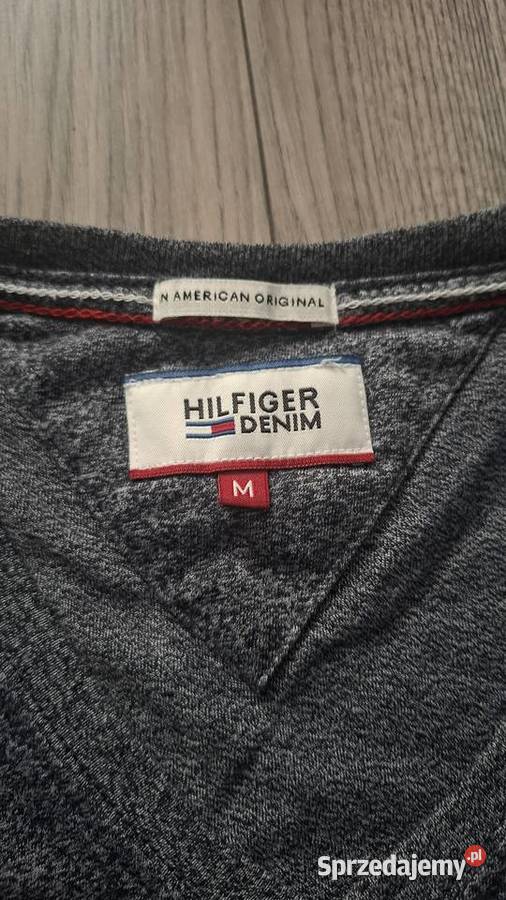 N AMERICAN ORIGINAL
HILFIGER
DENIM
M
Sprzedajemy.pl